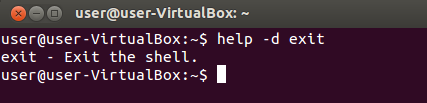 user@user-VirtualBox: ~
user@user-VirtualBox:~$ help -d exit
exit - Exit the shell.
user@user-VirtualBox:~$